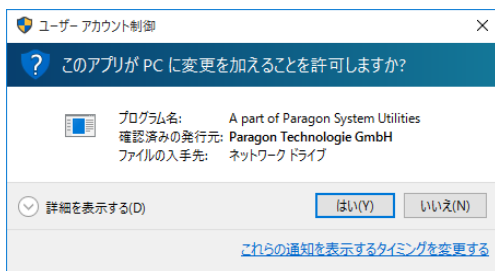 ユーザー アカウント制御
このアプリが PC に変更を加えることを許可しますか?
プログラム名: A part of Paragon System Utilities
確認済みの発行元: Paragon Technologie GmbH
ファイルの入手先: ネットワーク ドライブ
詳細を表示する(D)
はい(Y)
いいえ(N)
これらの通知を表示するタイミングを変更する